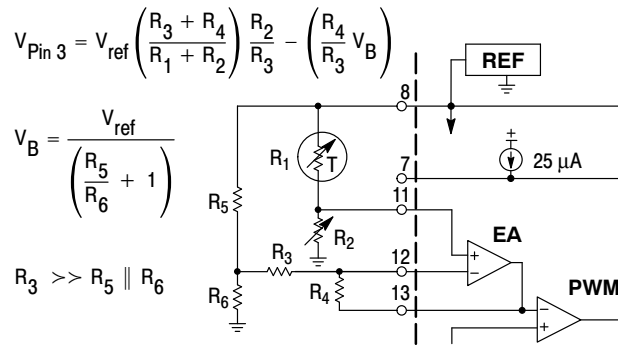 V_Pin 3 = V_ref ( (R_3 + R_4) / (R_1 + R_2) ) R_2 / R_3 − ( R_4 / R_3 V_B )
V_B = V_ref / ( R_5 / R_6 + 1 )
R_3 >> R_5 ∥ R_6
REF
8
R_1
T
7
25 μA
11
R_5
R_2
EA
R_3
12
+
−
R_6
R_4
13
PWM
−
+
+